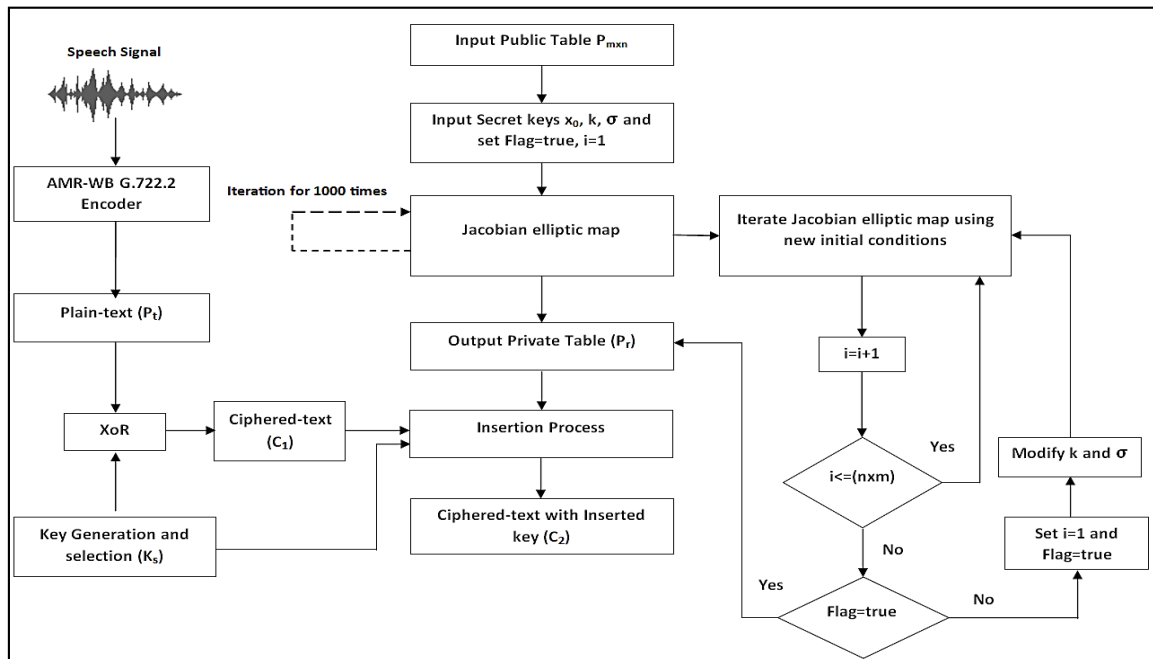 Speech Signal
AMR-WB G.722.2
Encoder
Plain-text (Pt)
XoR
Key Generation and
selection (Ks)
Ciphered-text
(C1)
Input Public Table Pmxn
Input Secret keys x0, k, σ and
set Flag=true, i=1
Iteration for 1000 times
Jacobian elliptic map
Output Private Table (Pr)
Insertion Process
Ciphered-text with Inserted
key (C2)
Iterate Jacobian elliptic map using
new initial conditions
i=i+1
i<=(nxm)
Yes
No
Flag=true
Yes
No
Set i=1 and
Flag=true
Modify k and σ